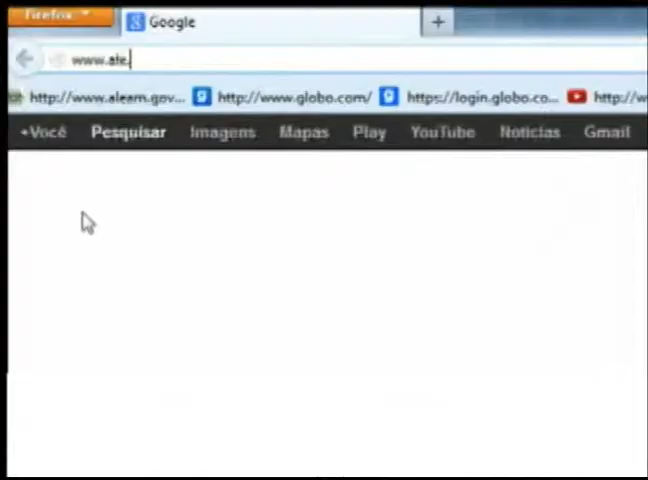 Firefox
Google
www.ale.
http://www.aleam.gov... http://www.globo.com/ https://login.globo.co... http://w
+Você Pesquisar Imagens Mapas Play YouTube Notícias Gmail